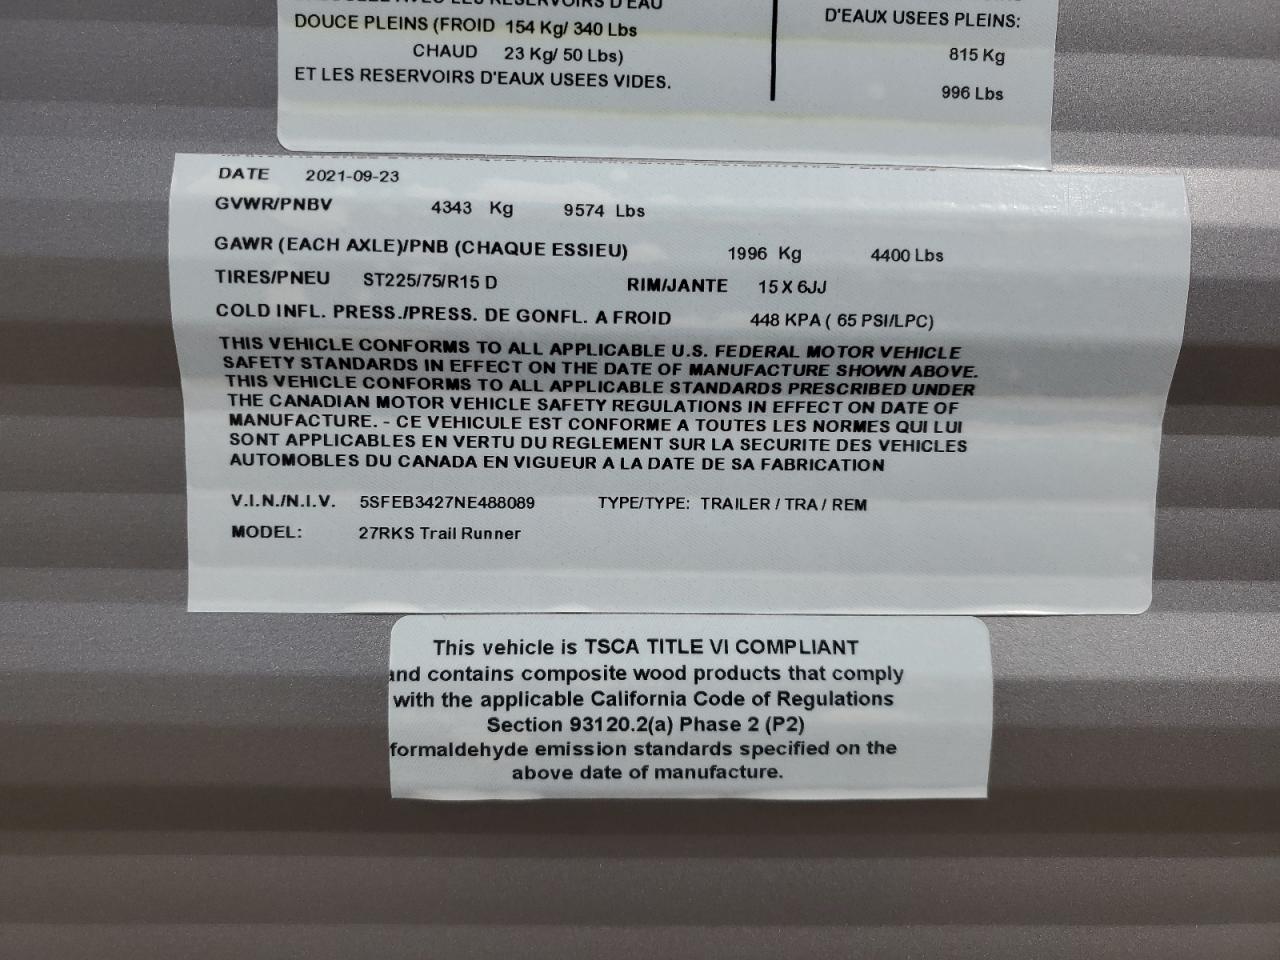 DOUCE PLEINS (FROID 154 Kg/ 340 Lbs
CHAUD 23 Kg/ 50 Lbs)
ET LES RESERVOIRS D'EAUX USEES VIDES.
D'EAUX USEES PLEINS:
815 Kg
996 Lbs
DATE 2021-09-23
GVWR/PNBV 4343 Kg 9574 Lbs
GAWR (EACH AXLE)/PNB (CHAQUE ESSIEU) 1996 Kg 4400 Lbs
TIRES/PNEU ST225/75/R15 D RIM/JANTE 15 X 6JJ
COLD INFL. PRESS./PRESS. DE GONFL. A FROID 448 KPA ( 65 PSI/LPC)
THIS VEHICLE CONFORMS TO ALL APPLICABLE U.S. FEDERAL MOTOR VEHICLE
SAFETY STANDARDS IN EFFECT ON THE DATE OF MANUFACTURE SHOWN ABOVE.
THIS VEHICLE CONFORMS TO ALL APPLICABLE STANDARDS PRESCRIBED UNDER
THE CANADIAN MOTOR VEHICLE SAFETY REGULATIONS IN EFFECT ON DATE OF
MANUFACTURE. - CE VEHICULE EST CONFORME A TOUTES LES NORMES QUI LUI
SONT APPLICABLES EN VERTU DU REGLEMENT SUR LA SECURITE DES VEHICLES
AUTOMOBLES DU CANADA EN VIGUEUR A LA DATE DE SA FABRICATION
V.I.N./N.I.V. 5SFEB3427NE488089 TYPE/TYPE: TRAILER / TRA / REM
MODEL: 27RKS Trail Runner
This vehicle is TSCA TITLE VI COMPLIANT
and contains composite wood products that comply
with the applicable California Code of Regulations
Section 93120.2(a) Phase 2 (P2)
formaldehyde emission standards specified on the
above date of manufacture.